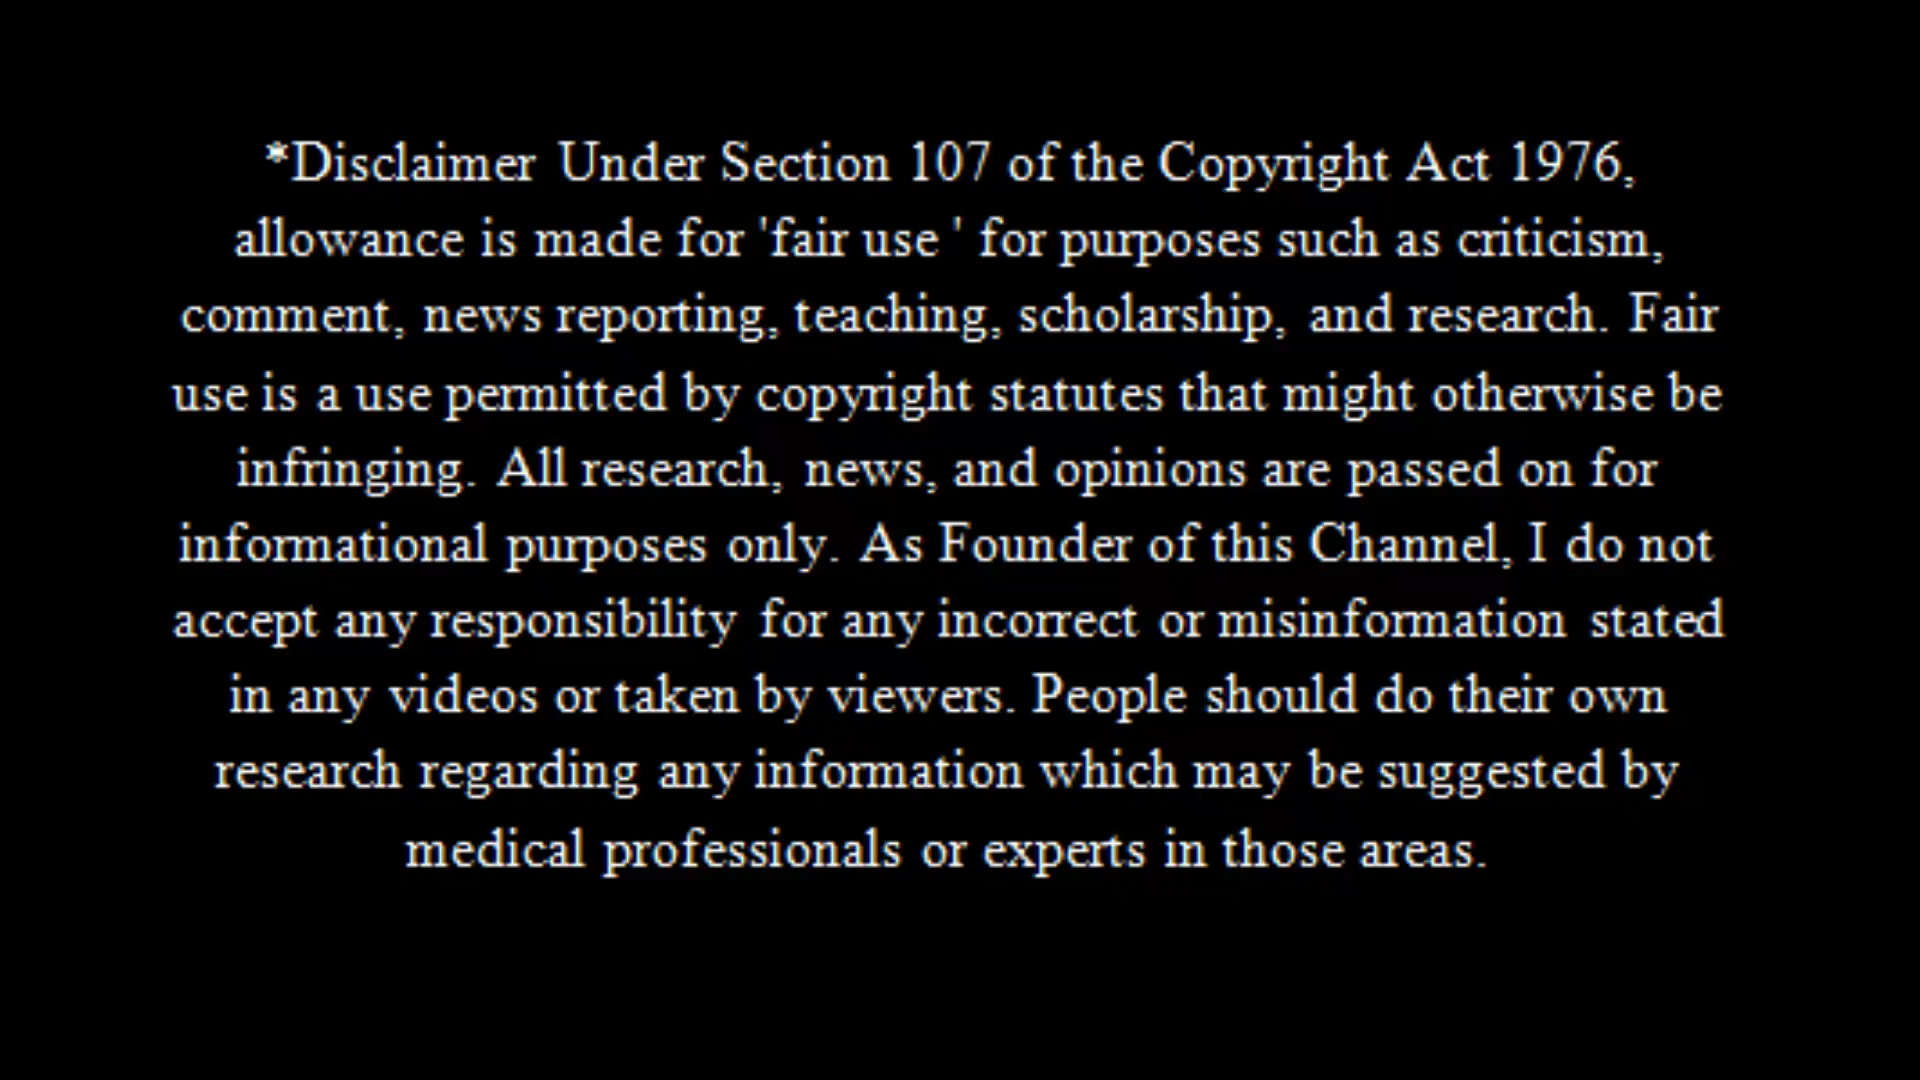 *Disclaimer Under Section 107 of the Copyright Act 1976,
allowance is made for 'fair use ' for purposes such as criticism,
comment, news reporting, teaching, scholarship, and research. Fair
use is a use permitted by copyright statutes that might otherwise be
infringing. All research, news, and opinions are passed on for
informational purposes only. As Founder of this Channel, I do not
accept any responsibility for any incorrect or misinformation stated
in any videos or taken by viewers. People should do their own
research regarding any information which may be suggested by
medical professionals or experts in those areas.